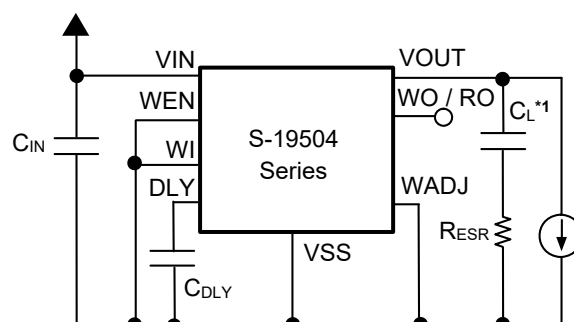 VIN
VOUT
WEN
WO / RO
CL*1
CIN
WI
S-19504
Series
DLY
WADJ
RESR
VSS
CDLY